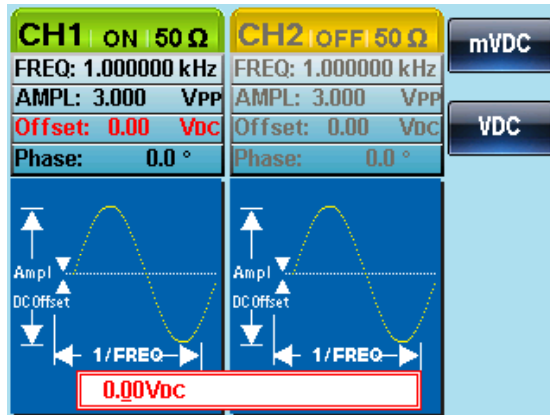 CH1 ON 50 Ω
FREQ: 1.000000 kHz
AMPL: 3.000 VPP
Offset: 0.00 VDC
Phase: 0.0 °
Ampl
DC Offset
1/FREQ
CH2 OFF 50 Ω
FREQ: 1.000000 kHz
AMPL: 3.000 VPP
Offset: 0.00 VDC
Phase: 0.0 °
Ampl
DC Offset
1/FREQ
0.00VDC
mVDC
VDC